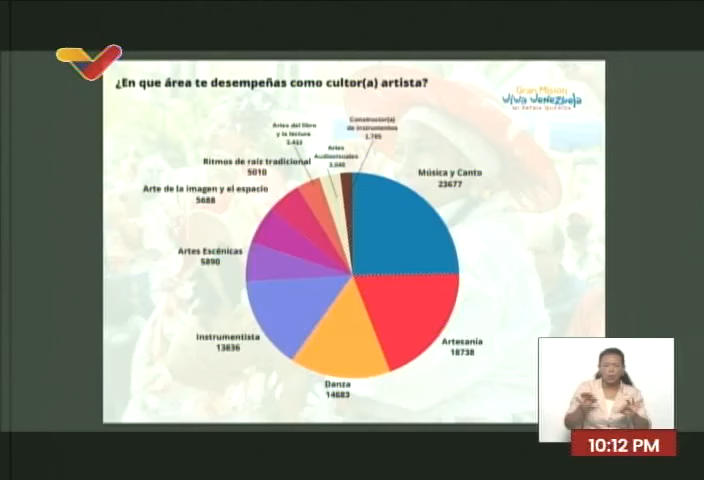 ¿En que área te desempeñas como cultor(a) artista?
Gran Misión
Viva Venezuela
Artes del libro
y la lectura
Constructor(a)
de instrumentos
Artes
Audiovisuales
Ritmos de raíz tradicional
5010
Música y Canto
23677
Arte de la imagen y el espacio
5688
Artes Escénicas
5890
Instrumentista
13636
Artesanía
18738
Danza
14683
10:12 PM